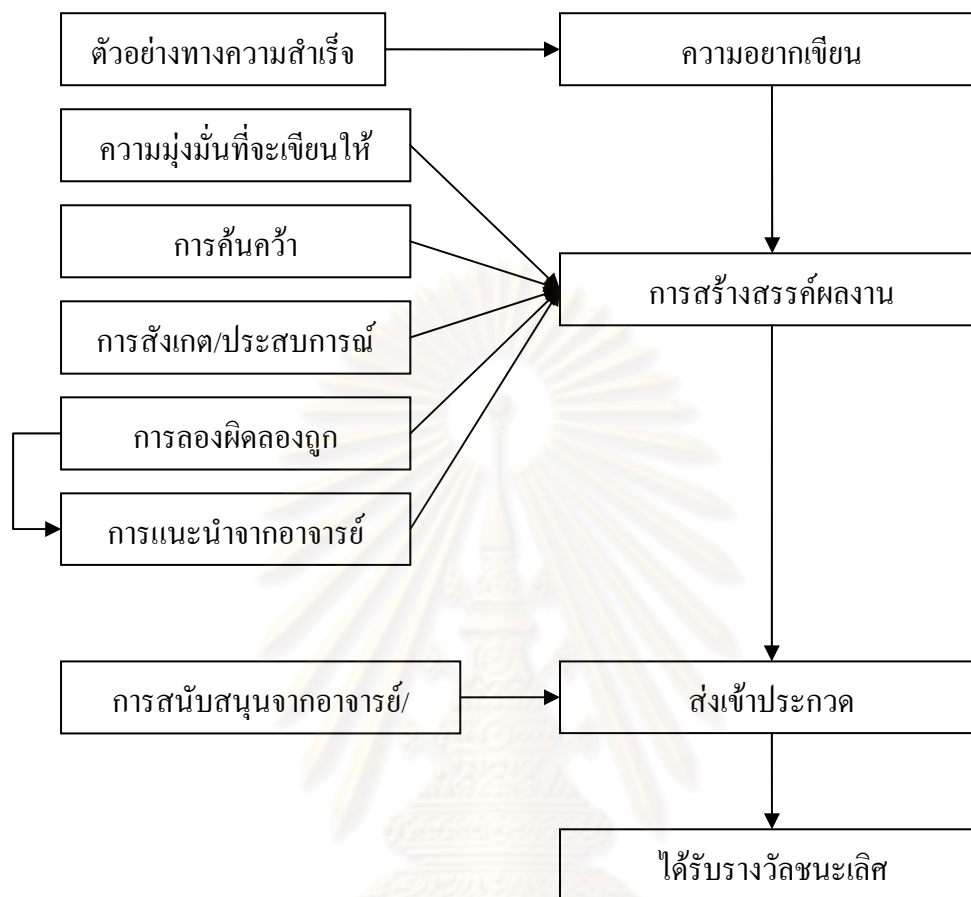 ตัวอย่างทางความสำเร็จ
ความอยากเขียน
ความมุ่งมั่นที่จะเขียนให้
การค้นคว้า
การสร้างสรรค์ผลงาน
การสังเกต/ประสบการณ์
การลองผิดลองถูก
การแนะนำจากอาจารย์
การสนับสนุนจากอาจารย์/
ส่งเข้าประกวด
ได้รับรางวัลชนะเลิศ